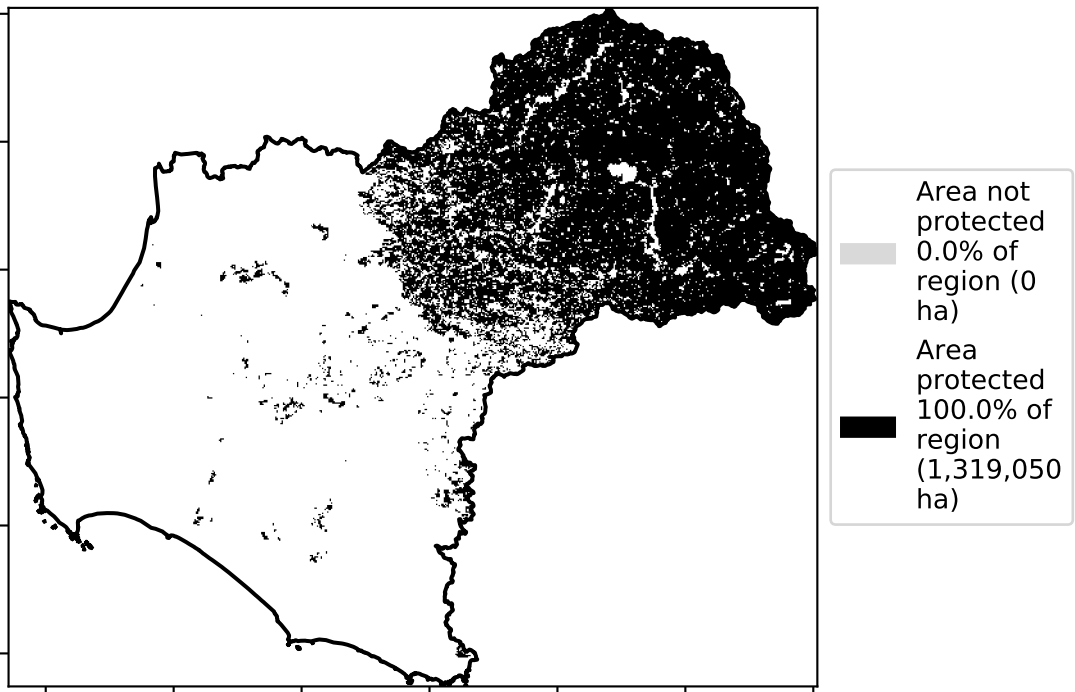 Area not
protected
0.0% of
region (0
ha)
Area
protected
100.0% of
region
(1,319,050
ha)